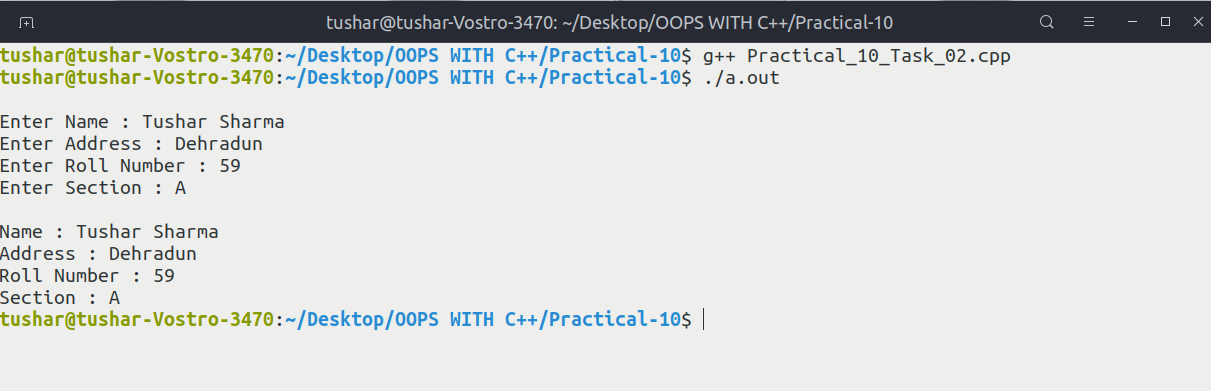 tushar@tushar-Vostro-3470: ~/Desktop/OOPS WITH C++/Practical-10
tushar@tushar-Vostro-3470:~/Desktop/OOPS WITH C++/Practical-10$ g++ Practical_10_Task_02.cpp
tushar@tushar-Vostro-3470:~/Desktop/OOPS WITH C++/Practical-10$ ./a.out
Enter Name : Tushar Sharma
Enter Address : Dehradun
Enter Roll Number : 59
Enter Section : A
Name : Tushar Sharma
Address : Dehradun
Roll Number : 59
Section : A
tushar@tushar-Vostro-3470:~/Desktop/OOPS WITH C++/Practical-10$